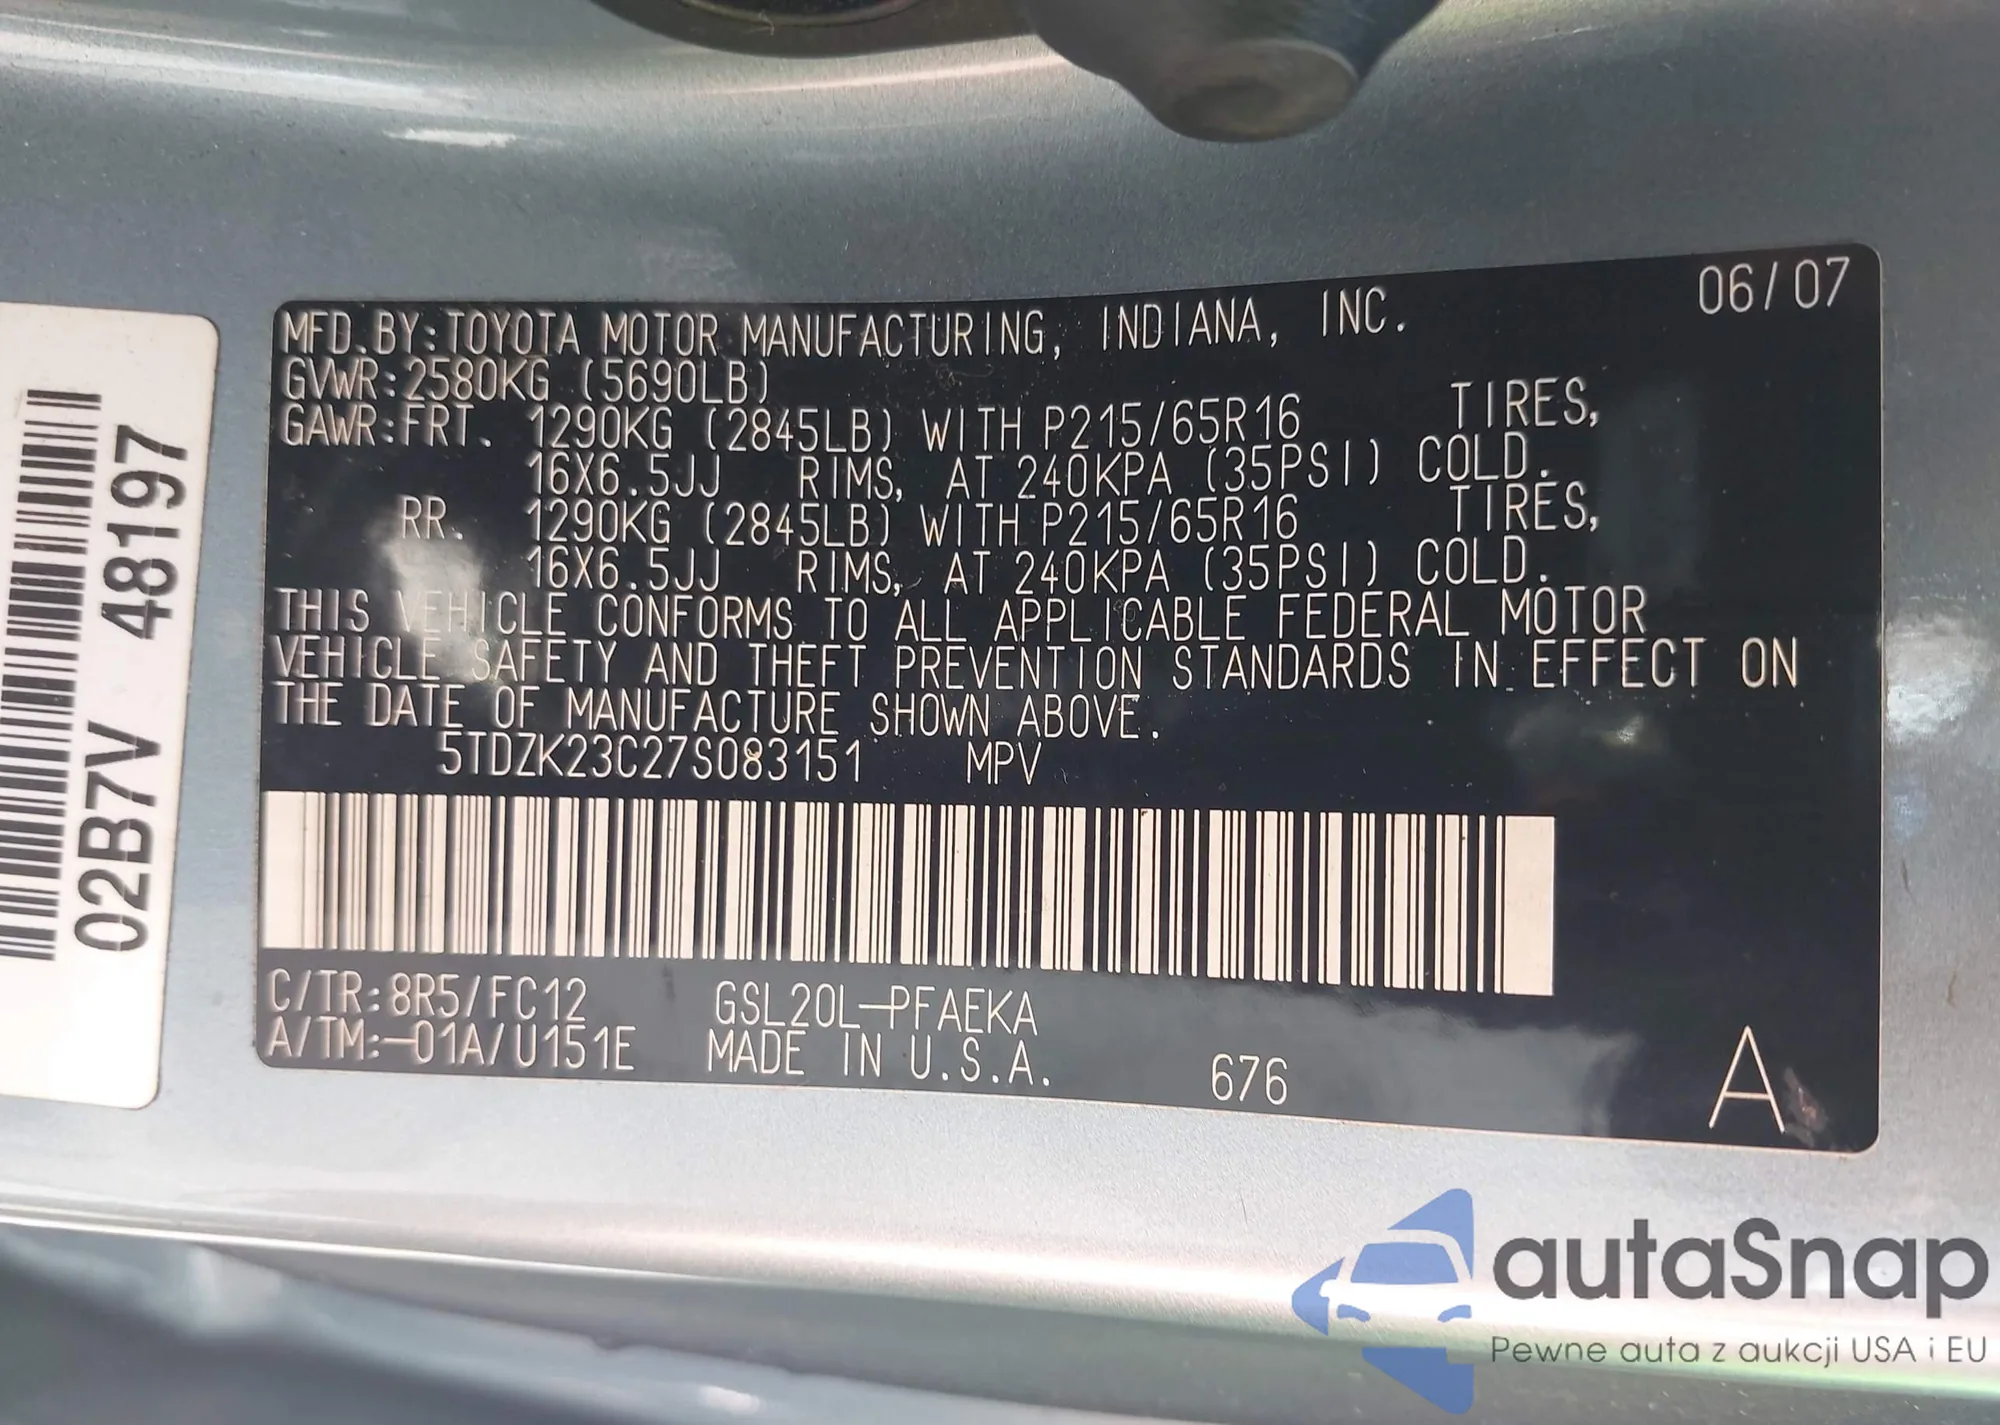 06/07
MFD.BY:TOYOTA MOTOR MANUFACTURING, INDIANA, INC.
GVWR:2580KG (5690LB)
GAWR:FRT. 1290KG (2845LB) WITH P215/65R16 TIRES,
16X6.5JJ RIMS, AT 240KPA (35PSI) COLD.
RR. 1290KG (2845LB) WITH P215/65R16 TIRES,
16X6.5JJ RIMS, AT 240KPA (35PSI) COLD.
THIS VEHICLE CONFORMS TO ALL APPLICABLE FEDERAL MOTOR
VEHICLE SAFETY AND THEFT PREVENTION STANDARDS IN EFFECT ON
THE DATE OF MANUFACTURE SHOWN ABOVE.
5TDZK23C27S083151 MPV
C/TR:8R5/FC12 GSL20L-PFAEKA
A/TM:-01A/U151E MADE IN U.S.A. 676 A
02B7V 48197
autaSnap
Pewne auta z aukcji USA i EU